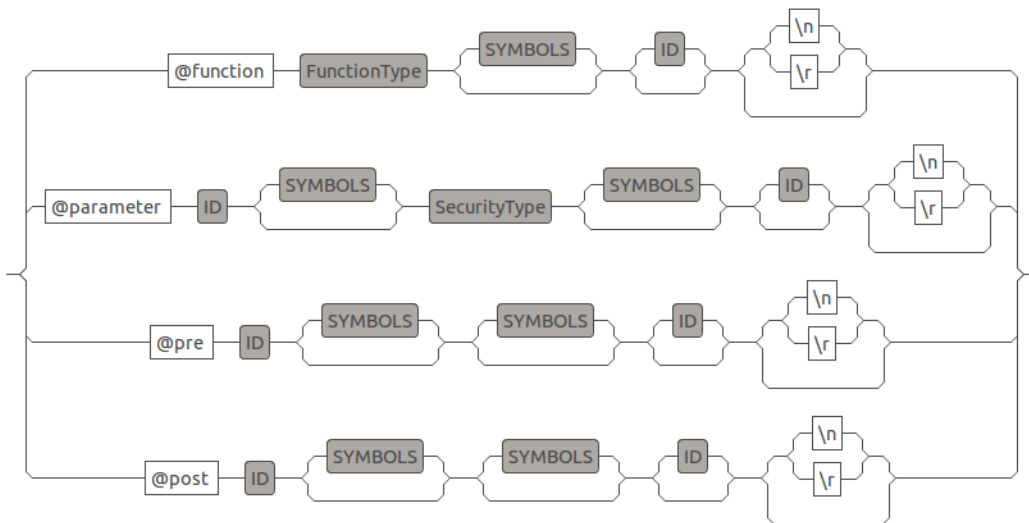 \n
@function FunctionType SYMBOLS ID \r
\n
@parameter ID SYMBOLS SecurityType SYMBOLS ID \r
\n
@pre ID SYMBOLS SYMBOLS ID \r
\n
@post ID SYMBOLS SYMBOLS ID \r